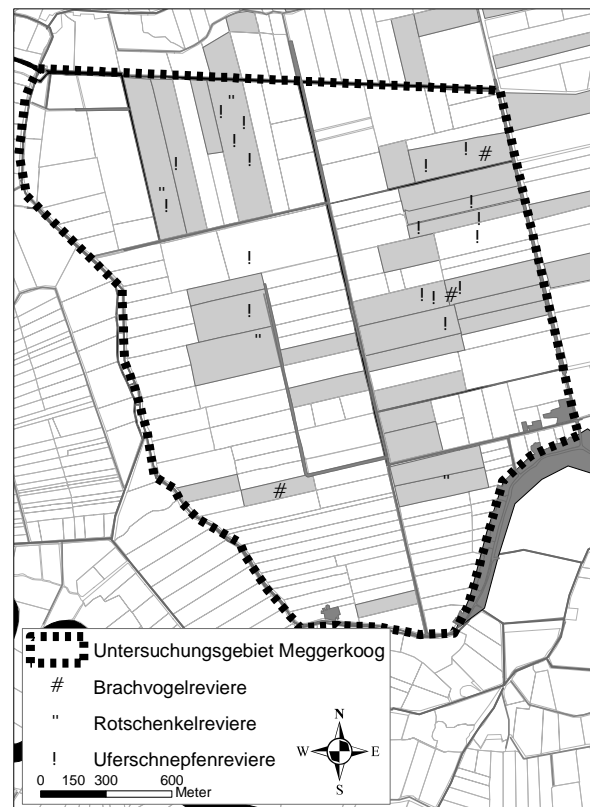 "
!
!
!
!
!
!
"
!
!
!
#
!
!
!
!
!
!
"
!
!
#
!
!
"
#
Untersuchungsgebiet Meggerkoog
# Brachvogelreviere
" Rotschenkelreviere
! Uferschnepfenreviere
N
W E
S
0 150 300 600
Meter